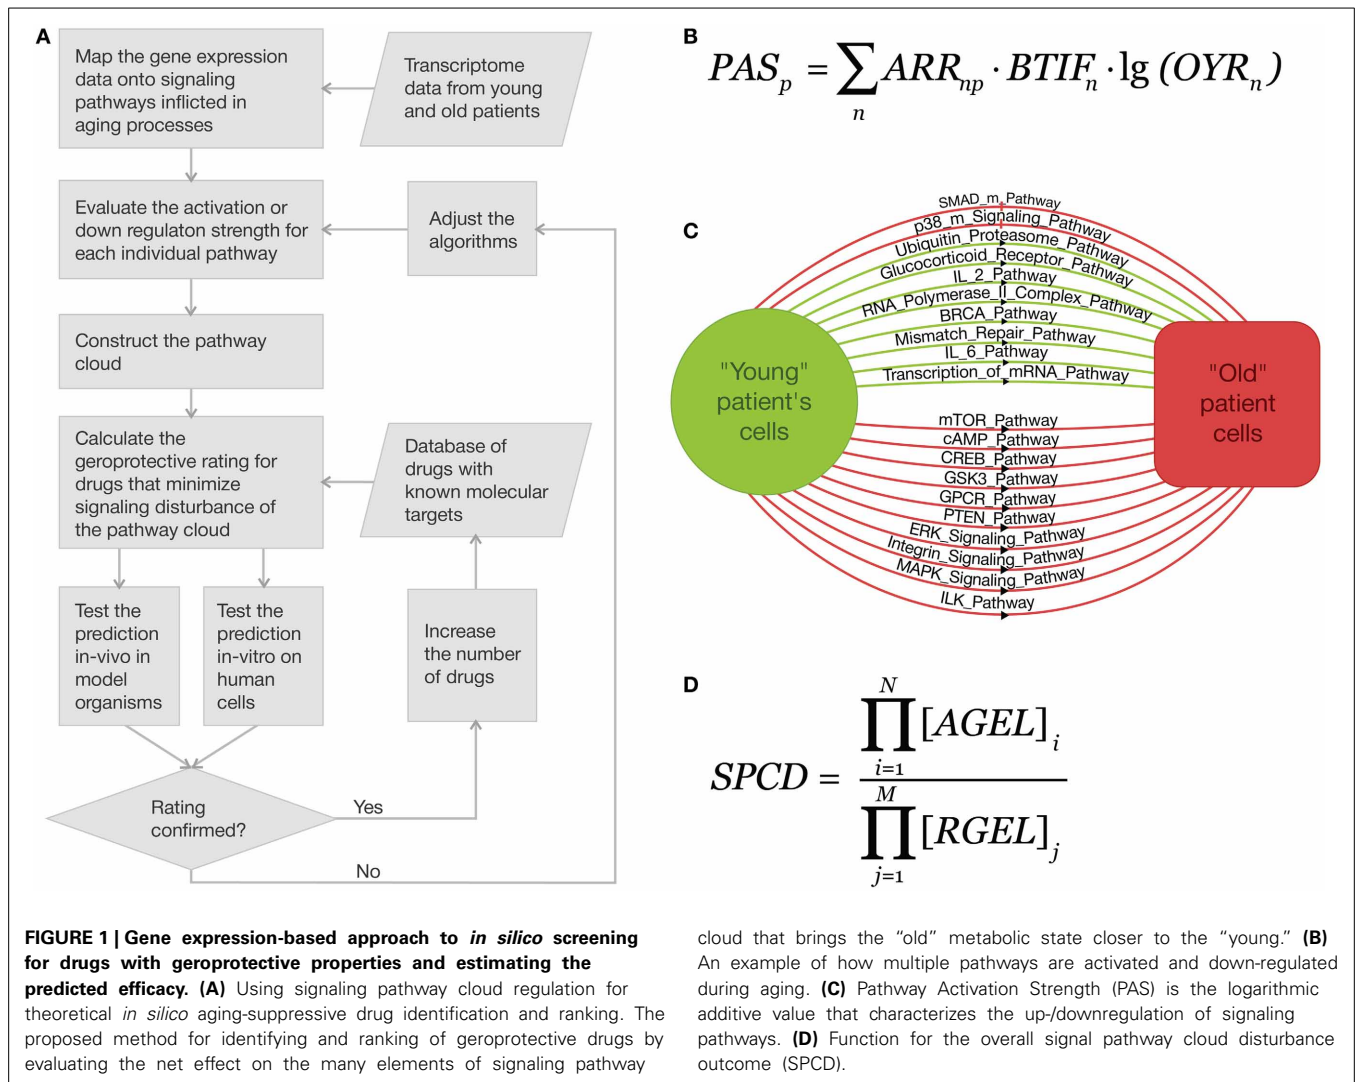 A
Map the gene expression
data onto signaling
pathways inflicted in
aging processes
Transcriptome
data from young
and old patients
Evaluate the activation or
down regulaton strength for
each individual pathway
Adjust the
algorithms
Construct the pathway
cloud
Calculate the
geroprotective rating for
drugs that minimize
signaling disturbance of
the pathway cloud
Database of
drugs with
known molecular
targets
Test the
prediction
in-vivo in
model
organisms
Test the
prediction
in-vitro on
human
cells
Increase
the number
of drugs
Rating
confirmed?
Yes
No
B
PAS_p = ∑_n ARR_np · BTIF_n · lg (OYR_n)
C
SMAD_m_Pathway
p38_m_Signaling_Pathway
Ubiquitin_Proteasome_Pathway
Glucocorticoid_Receptor_Pathway
IL_2_Pathway
RNA_Polymerase_II_Complex_Pathway
BRCA_Pathway
Mismatch_Repair_Pathway
IL_6_Pathway
Transcription_of_mRNA_Pathway
"Young"
patient's
cells
"Old"
patient
cells
mTOR_Pathway
cAMP_Pathway
CREB_Pathway
GSK3_Pathway
GPCR_Pathway
PTEN_Pathway
ERK_Signaling_Pathway
Integrin_Signaling_Pathway
MAPK_Signaling_Pathway
ILK_Pathway
D
SPCD = ∏_{i=1}^{N} [AGEL]_i / ∏_{j=1}^{M} [RGEL]_j
FIGURE 1 | Gene expression-based approach to in silico screening
for drugs with geroprotective properties and estimating the
predicted efficacy. (A) Using signaling pathway cloud regulation for
theoretical in silico aging-suppressive drug identification and ranking. The
proposed method for identifying and ranking of geroprotective drugs by
evaluating the net effect on the many elements of signaling pathway
cloud that brings the “old” metabolic state closer to the “young.” (B)
An example of how multiple pathways are activated and down-regulated
during aging. (C) Pathway Activation Strength (PAS) is the logarithmic
additive value that characterizes the up-/downregulation of signaling
pathways. (D) Function for the overall signal pathway cloud disturbance
outcome (SPCD).